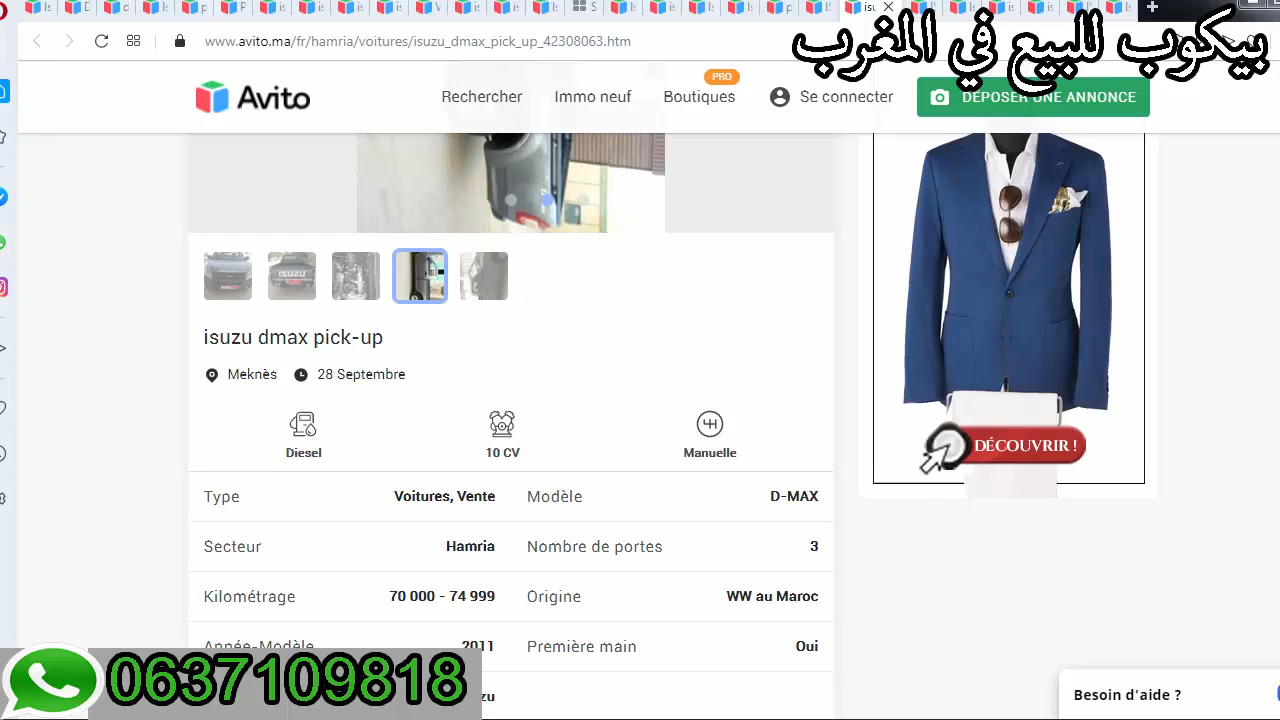 www.avito.ma/fr/hamria/voitures/isuzu_dmax_pick_up_42308063.htm
بيكوب للبيع في المغرب
Avito
Rechercher
Immo neuf
PRO
Boutiques
Se connecter
DÉPOSER UNE ANNONCE
ISUZU
isuzu dmax pick-up
Meknès 28 Septembre
Diesel 10 CV Manuelle
Type Voitures, Vente Modèle D-MAX
Secteur Hamria Nombre de portes 3
Kilométrage 70 000 - 74 999 Origine WW au Maroc
Année-Modèle 2011 Première main Oui
0637109818
DÉCOUVRIR !
Besoin d'aide ?